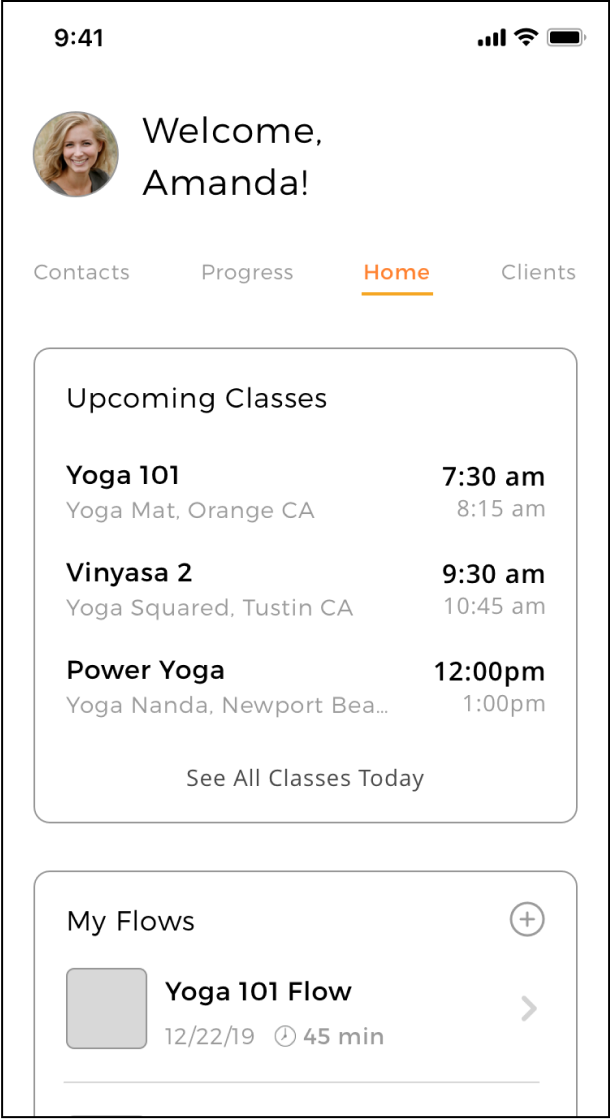 9:41
Welcome,
Amanda!
Contacts Progress Home Clients
Upcoming Classes
Yoga 101 7:30 am
Yoga Mat, Orange CA 8:15 am
Vinyasa 2 9:30 am
Yoga Squared, Tustin CA 10:45 am
Power Yoga 12:00pm
Yoga Nanda, Newport Bea... 1:00pm
See All Classes Today
My Flows
Yoga 101 Flow
12/22/19 45 min